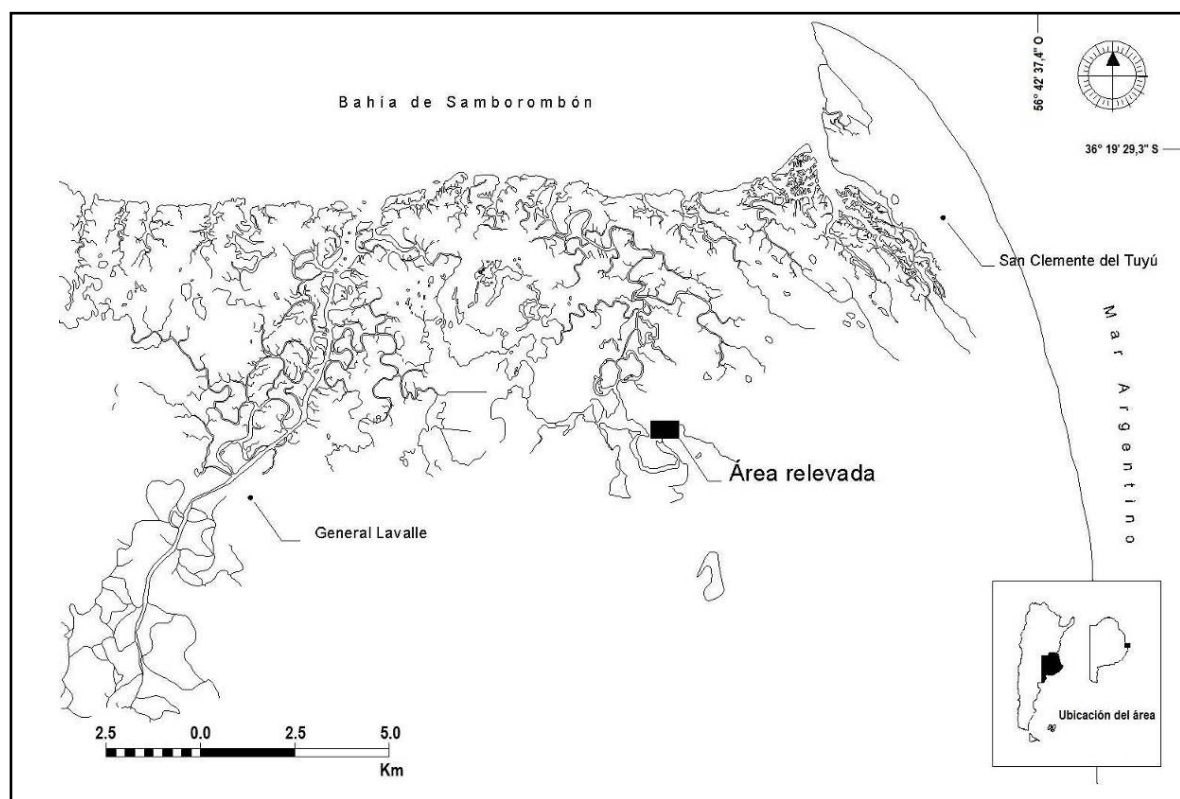 Bahía de Samborombón
56° 42' 37,4" O
36° 19' 29,3" S
San Clemente del Tuyú
Mar Argentino
Área relevada
General Lavalle
2.5 0.0 2.5 5.0
Km
Ubicación del área